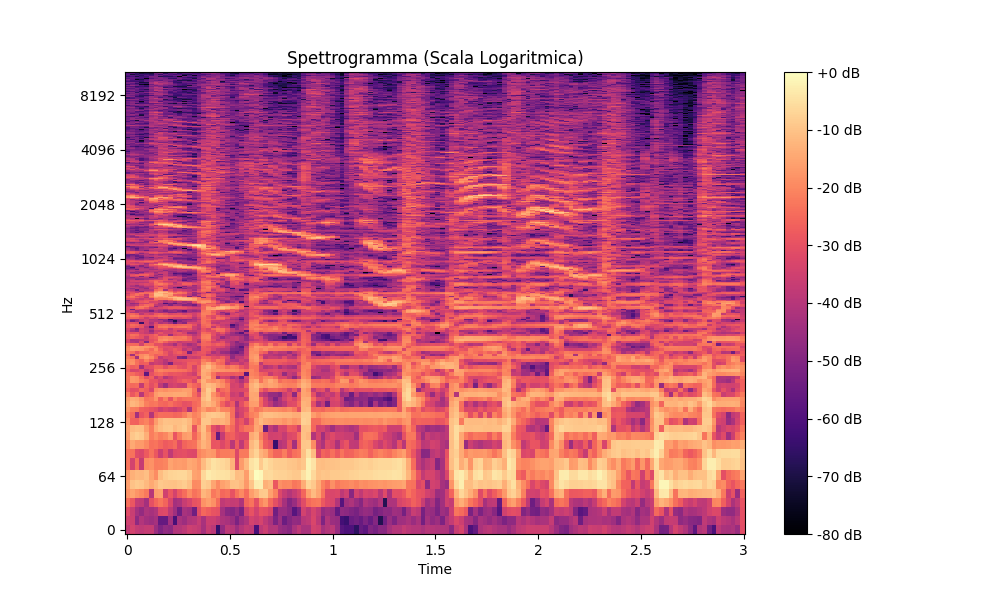 Spettrogramma (Scala Logaritmica)
Hz
8192
4096
2048
1024
512
256
128
64
0
0
0.5
1
1.5
2
2.5
3
Time
+0 dB
-10 dB
-20 dB
-30 dB
-40 dB
-50 dB
-60 dB
-70 dB
-80 dB